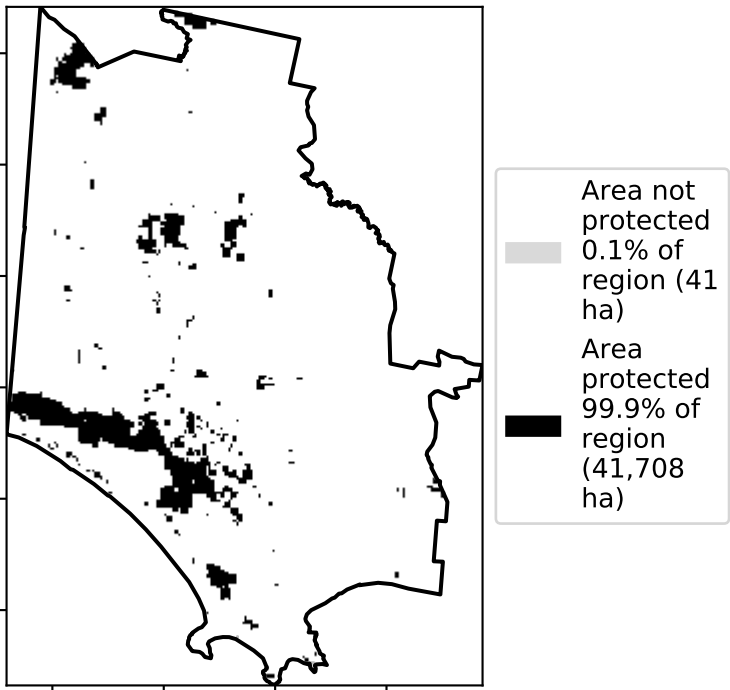 Area not
protected
0.1% of
region (41
ha)
Area
protected
99.9% of
region
(41,708
ha)